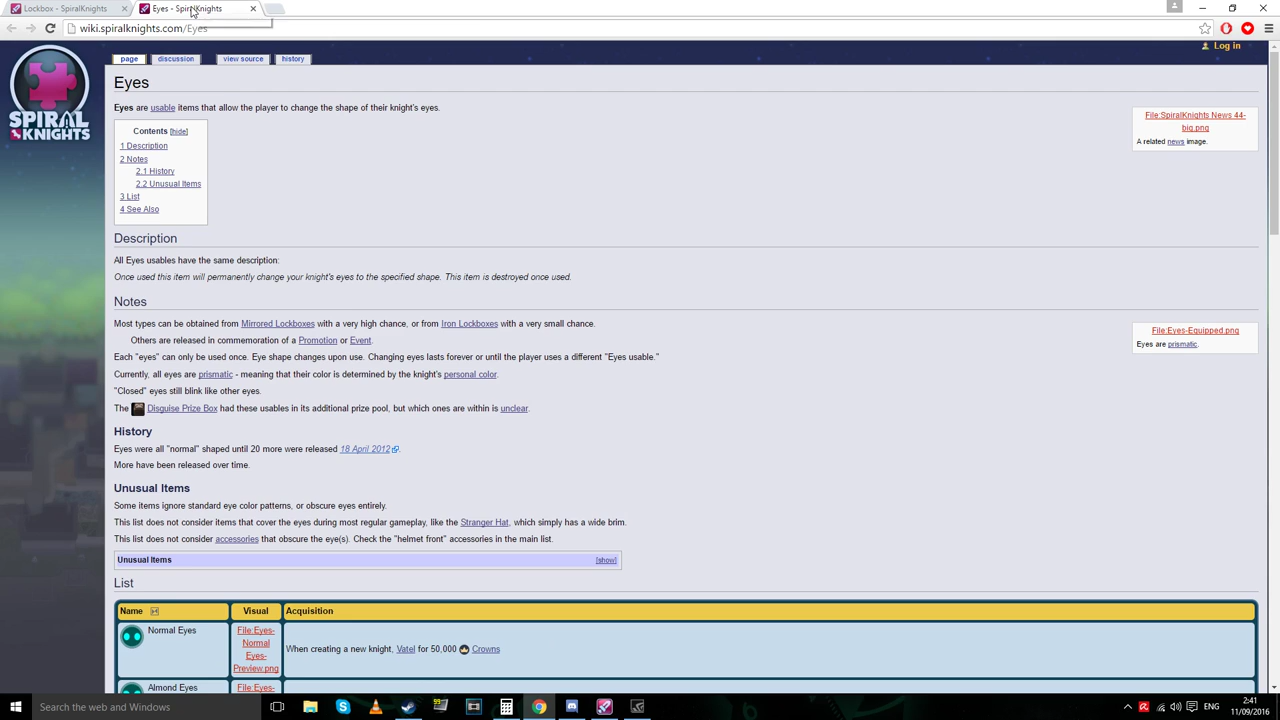 Lockbox - SpiralKnights
Eyes - SpiralKnights
wiki.spiralknights.com/Eyes
Log in
page
discussion
view source
history
SPIRAL
KNIGHTS
Eyes
Eyes are usable items that allow the player to change the shape of their knight's eyes.
File:SpiralKnights News 44-
big.png
A related news image.
Contents [hide]
1 Description
2 Notes
2.1 History
2.2 Unusual Items
3 List
4 See Also
Description
All Eyes usables have the same description:
Once used this item will permanently change your knight's eyes to the specified shape. This item is destroyed once used.
Notes
Most types can be obtained from Mirrored Lockboxes with a very high chance, or from Iron Lockboxes with a very small chance.
Others are released in commemoration of a Promotion or Event.
File:Eyes-Equipped.png
Eyes are prismatic.
Each "eyes" can only be used once. Eye shape changes upon use. Changing eyes lasts forever or until the player uses a different "Eyes usable."
Currently, all eyes are prismatic - meaning that their color is determined by the knight's personal color.
"Closed" eyes still blink like other eyes.
The Disguise Prize Box had these usables in its additional prize pool, but which ones are within is unclear.
History
Eyes were all "normal" shaped until 20 more were released 18 April 2012.
More have been released over time.
Unusual Items
Some items ignore standard eye color patterns, or obscure eyes entirely.
This list does not consider items that cover the eyes during most regular gameplay, like the Stranger Hat, which simply has a wide brim.
This list does not consider accessories that obscure the eye(s). Check the "helmet front" accessories in the main list.
Unusual Items [show]
List
Name Visual Acquisition
Normal Eyes
File:Eyes-
Normal
Eyes-
Preview.png
When creating a new knight, Vatel for 50,000 Crowns
Almond Eyes
File:Eyes-
Search the web and Windows
ENG
2:41
11/09/2016